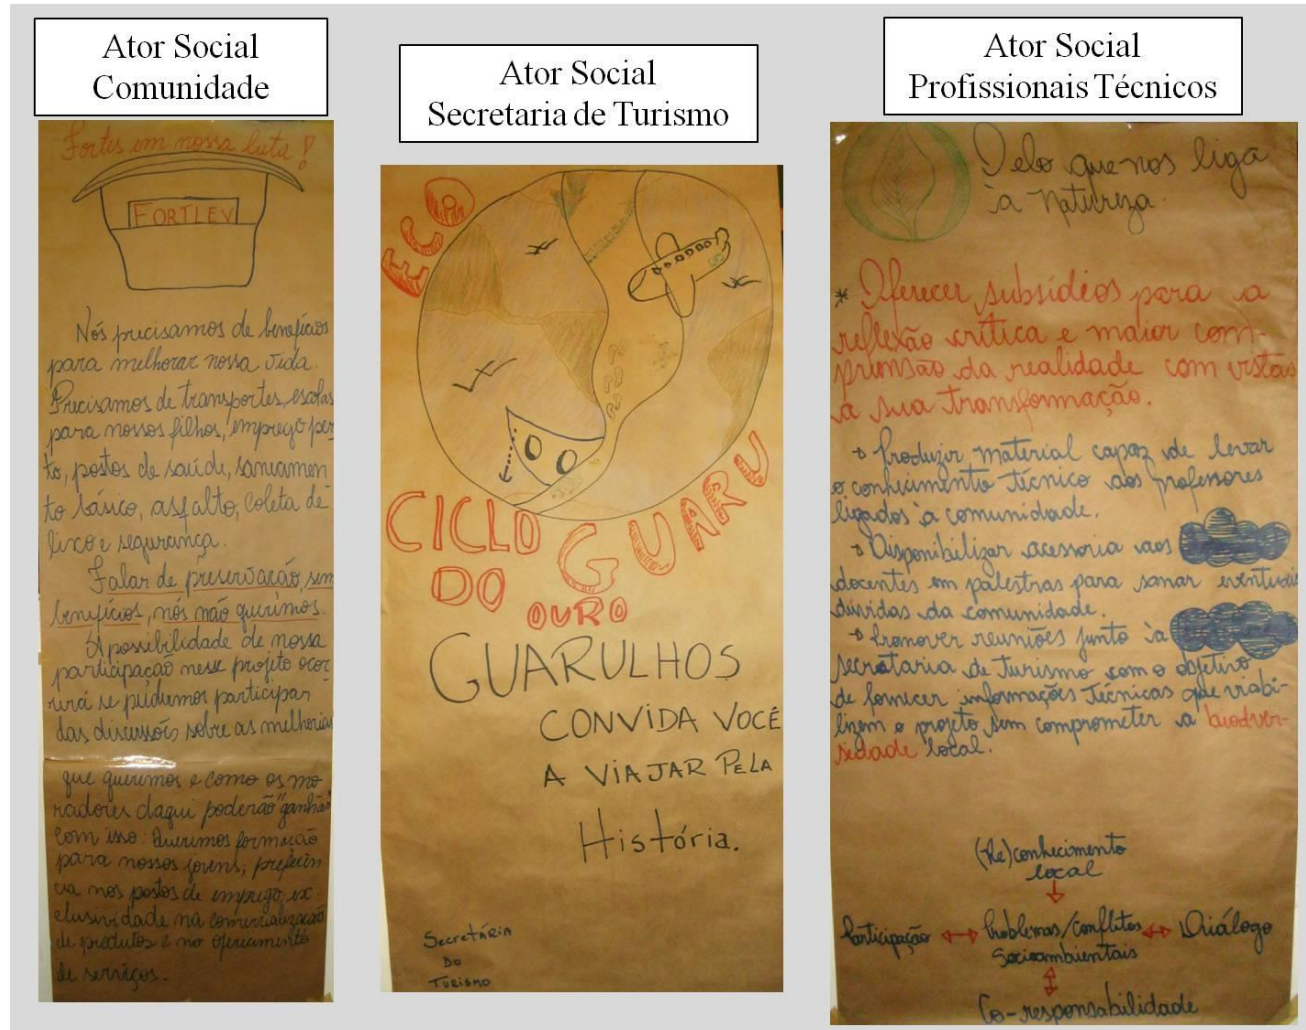 Ator Social
Comunidade
Fortes em nossa luta!
FORTLEV
Nós precisamos de benefícios
para melhorar nossa vida.
Precisamos de transportes, escolas
para nossos filhos, emprego per
to, postos de saúde, saneamen
to básico, asfalto, coleta de
lixo e segurança.
Falar de preservação, sem
benefícios, nós não queremos.
A possibilidade de nossa
participação nesse projeto ocor
rerá se pudermos participar
das discussões sobre as melhorias
que queremos e como os mo
radores daqui poderão "ganhar"
com isso: Queremos formação
para nossos jovens; preferên
cia nos postos de emprego, ex
clusividade na comercialização
de produtos e no oferecimento
de serviços.
Ator Social
Secretaria de Turismo
ECO
GUARU
CICLO
DO
OURO
GUARULHOS
CONVIDA VOCÊ
A VIAJAR PELA
História.
Secretária
Do
Turismo
Ator Social
Profissionais Técnicos
Pelo que nos liga
à Natureza.
* Oferecer subsídios para a
reflexão crítica e maior com-
preensão da realidade com vistas
a sua transformação.
→ Produzir material capaz de levar
o conhecimento técnico aos professores
ligados à comunidade.
→ Disponibilizar acessoria aos
docentes em palestras para sanar eventuais
dúvidas da comunidade.
→ Promover reuniões junto à
secretaria de Turismo com o objetivo
de fornecer informações técnicas que viabi-
lizem o projeto sem comprometer a biodiver-
sidade local.
(Re)conhecimento
local
Participação ↔ Problemas/conflitos ↔ Diálogo
Socioambientais
Co-responsabilidade